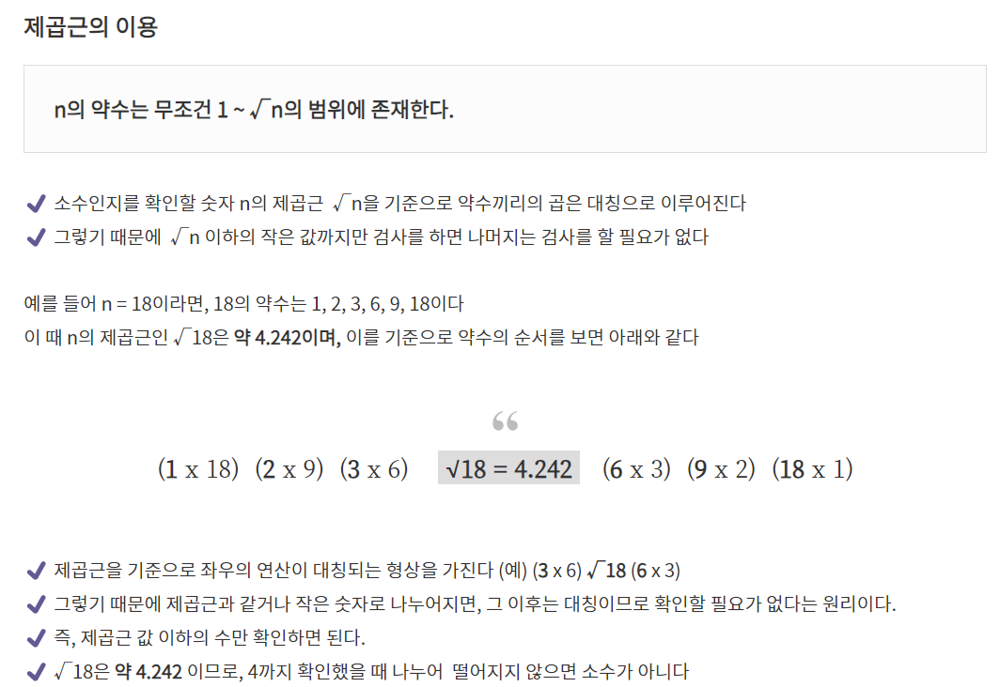 제곱근의 이용
n의 약수는 무조건 1 ~ √n의 범위에 존재한다.
✔ 소수인지를 확인할 숫자 n의 제곱근 √n을 기준으로 약수끼리의 곱은 대칭으로 이루어진다
✔ 그렇기 때문에 √n 이하의 작은 값까지만 검사를 하면 나머지는 검사를 할 필요가 없다
예를 들어 n = 18이라면, 18의 약수는 1, 2, 3, 6, 9, 18이다
이 때 n의 제곱근인 √18은 약 4.242이며, 이를 기준으로 약수의 순서를 보면 아래와 같다
“
(1 x 18) (2 x 9) (3 x 6) √18 = 4.242 (6 x 3) (9 x 2) (18 x 1)
✔ 제곱근을 기준으로 좌우의 연산이 대칭되는 형상을 가진다 (예) (3 x 6) √18 (6 x 3)
✔ 그렇기 때문에 제곱근과 같거나 작은 숫자로 나누어지면, 그 이후는 대칭이므로 확인할 필요가 없다는 원리이다.
✔ 즉, 제곱근 값 이하의 수만 확인하면 된다.
✔ √18은 약 4.242 이므로, 4까지 확인했을 때 나누어 떨어지지 않으면 소수가 아니다